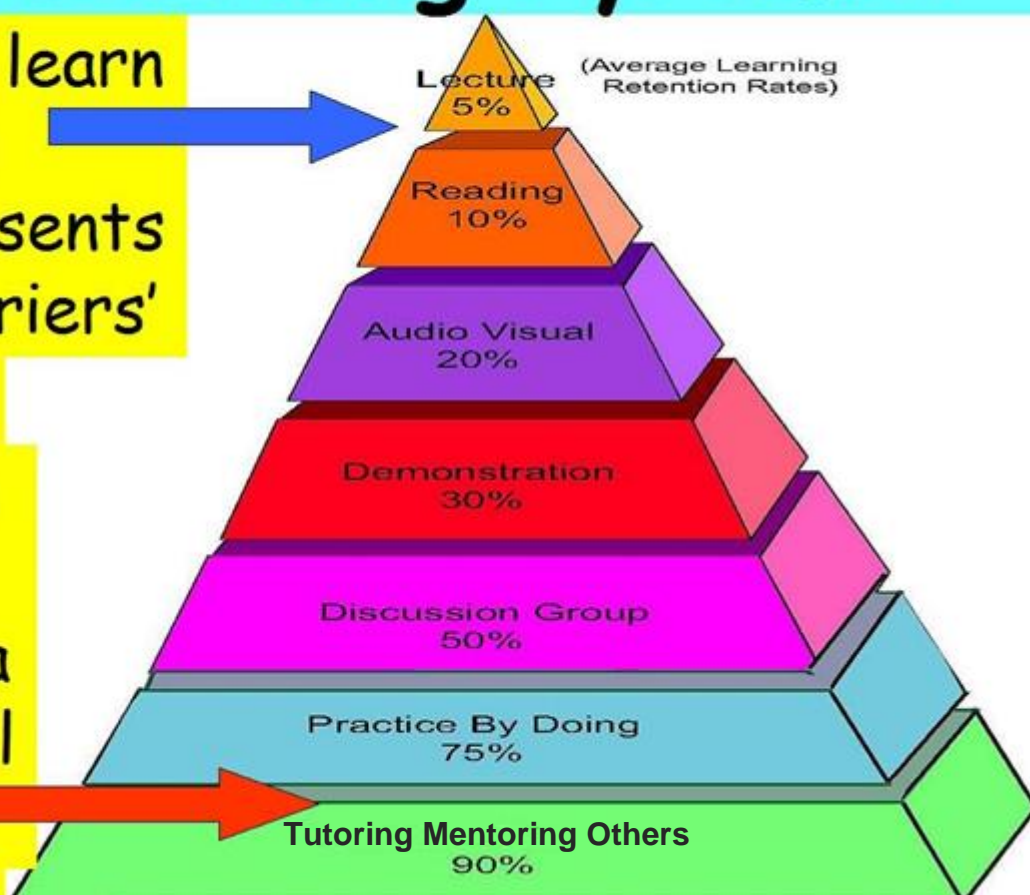 learn
sents
riers’
a
l
Lecture
5%
(Average Learning
Retention Rates)
Reading
10%
Audio Visual
20%
Demonstration
30%
Discussion Group
50%
Practice By Doing
75%
Tutoring Mentoring Others
90%